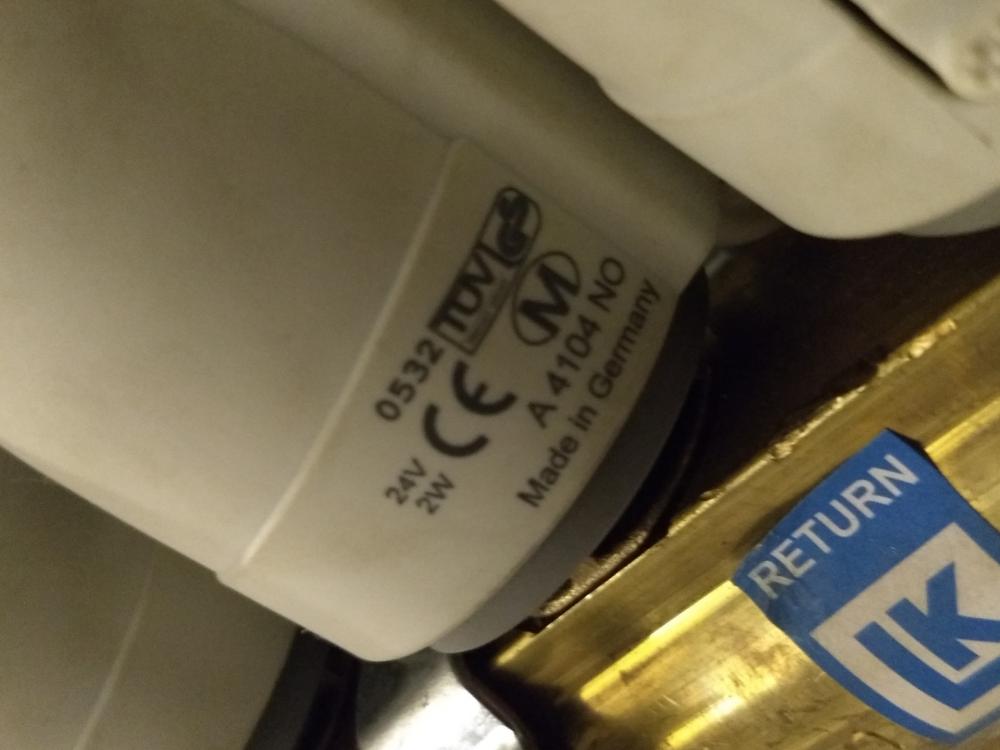 0532 TÜV GS
CE M
24V A 4104 NO
2W Made in Germany
RETURN
LK